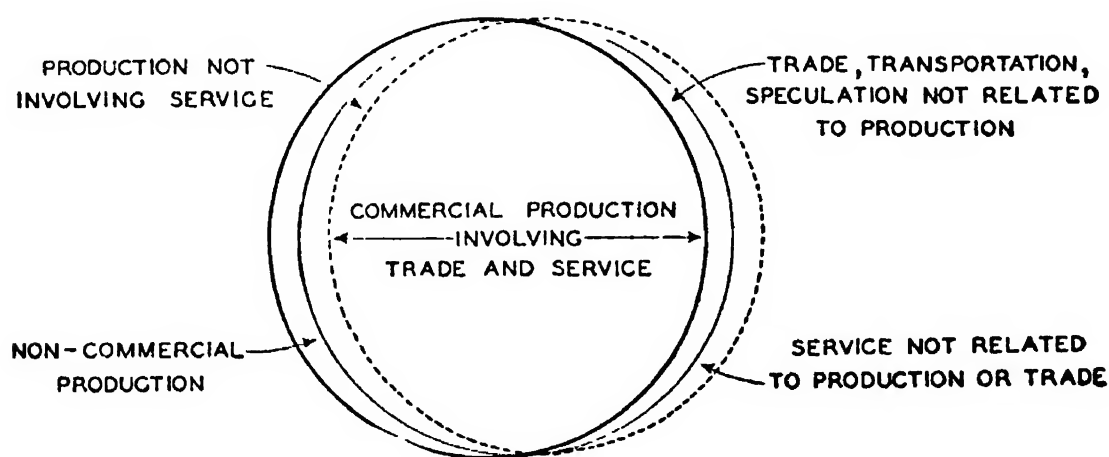 PRODUCTION NOT
INVOLVING SERVICE
TRADE, TRANSPORTATION,
SPECULATION NOT RELATED
TO PRODUCTION
COMMERCIAL PRODUCTION
INVOLVING
TRADE AND SERVICE
NON-COMMERCIAL
PRODUCTION
SERVICE NOT RELATED
TO PRODUCTION OR TRADE